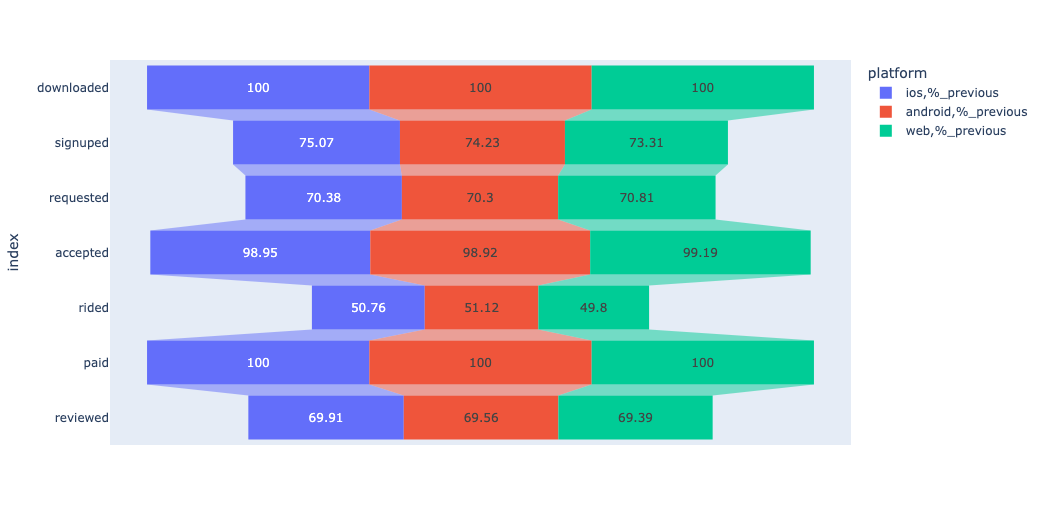 platform
ios,%_previous
android,%_previous
web,%_previous
index
downloaded 100 100 100
signuped 75.07 74.23 73.31
requested 70.38 70.3 70.81
accepted 98.95 98.92 99.19
rided 50.76 51.12 49.8
paid 100 100 100
reviewed 69.91 69.56 69.39